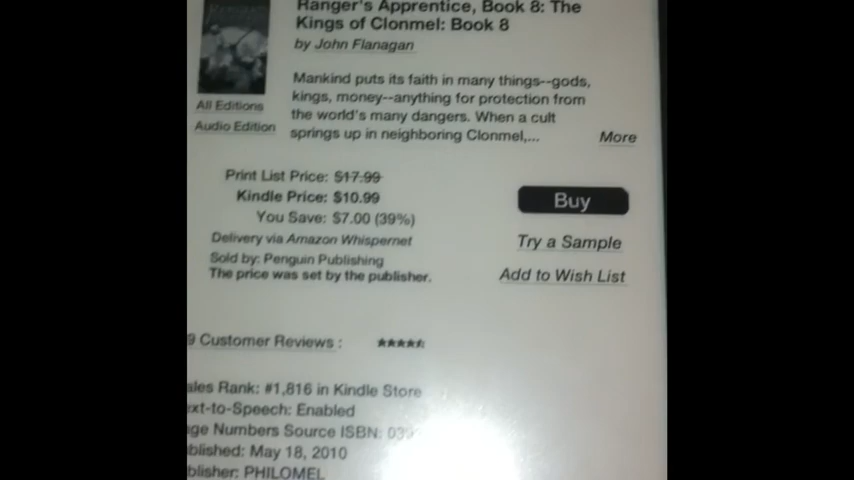 Ranger's Apprentice, Book 8: The
Kings of Clonmel: Book 8
by John Flanagan
Mankind puts its faith in many things--gods,
kings, money--anything for protection from
the world's many dangers. When a cult
springs up in neighboring Clonmel,...
More
All Editions
Audio Edition
Print List Price: $17.99
Kindle Price: $10.99
You Save: $7.00 (39%)
Delivery via Amazon Whispernet
Sold by: Penguin Publishing
The price was set by the publisher.
Buy
Try a Sample
Add to Wish List
9 Customer Reviews :
ales Rank: #1,816 in Kindle Store
ext-to-Speech: Enabled
ge Numbers Source ISBN: 039
blished: May 18, 2010
blisher: PHILOMEL